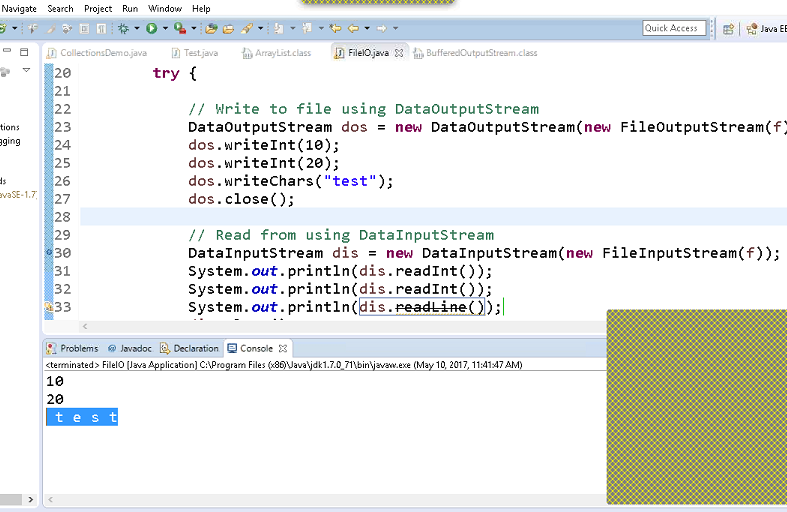 Navigate Search Project Run Window Help
Quick Access
Java EE
CollectionsDemo.java Test.java ArrayList.class FileIO.java BufferedOutputStream.class
20 try {
21
22 // Write to file using DataOutputStream
23 DataOutputStream dos = new DataOutputStream(new FileOutputStream(f)
24 dos.writeInt(10);
25 dos.writeInt(20);
26 dos.writeChars("test");
27 dos.close();
28
29 // Read from using DataInputStream
30 DataInputStream dis = new DataInputStream(new FileInputStream(f));
31 System.out.println(dis.readInt());
32 System.out.println(dis.readInt());
33 System.out.println(dis.readLine());
tions
gging
ds
avaSE-1.7
Problems Javadoc Declaration Console
<terminated> FileIO [Java Application] C:\Program Files (x86)\Java\jdk1.7.0_71\bin\javaw.exe (May 10, 2017, 11:41:47 AM)
10
20
t e s t